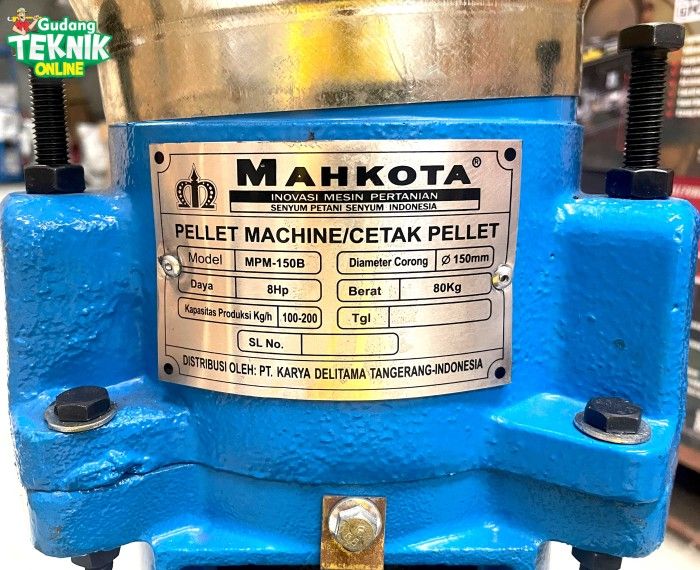 Gudang
TEKNIK
ONLINE
MAHKOTA®
INOVASI MESIN PERTANIAN
SENYUM PETANI SENYUM INDONESIA
PELLET MACHINE/CETAK PELLET
Model MPM-150B Diameter Corong Ø 150mm
Daya 8Hp Berat 80Kg
Kapasitas Produksi Kg/h 100-200 Tgl
SL No.
DISTRIBUSI OLEH: PT. KARYA DELITAMA TANGERANG-INDONESIA